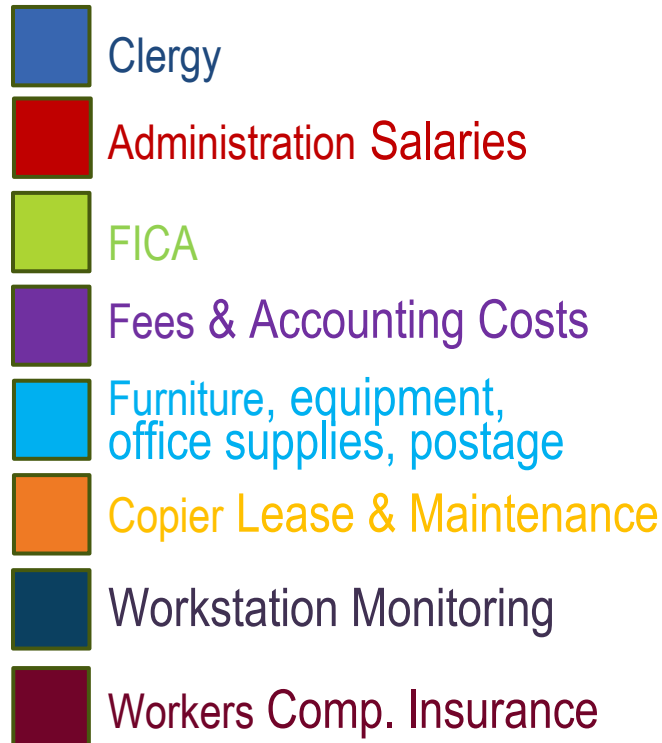 Clergy
Administration Salaries
FICA
Fees & Accounting Costs
Furniture, equipment,
office supplies, postage
Copier Lease & Maintenance
Workstation Monitoring
Workers Comp. Insurance